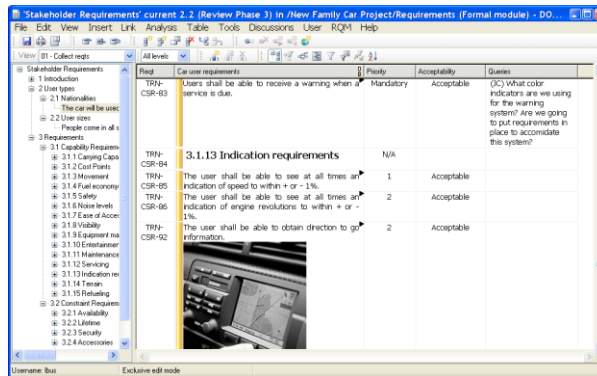 'Stakeholder Requirements' current 2.2 (Review Phase 3) in /New Family Car Project/Requirements (Formal module) - DO...
File Edit View Insert Link Analysis Table Tools Discussions User RQM Help
View 01 - Collect reqts All levels
Stakeholder Requirements
1 Introduction
2 User types
2.1 Nationalities
The car will be used
2.2 User sizes
People come in all s
3 Requirements
3.1 Capability Requirem
3.1.1 Carrying Capa
3.1.2 Cost Points
3.1.3 Movement
3.1.4 Fuel economy
3.1.5 Safety
3.1.6 Noise levels
3.1.7 Ease of Acces
3.1.8 Visibility
3.1.9 Equipment ma
3.1.10 Entertainmer
3.1.11 Maintenance
3.1.12 Servicing
3.1.13 Indication rec
3.1.14 Terrain
3.1.15 Refueling
3.2 Constraint Requirem
3.2.1 Availability
3.2.2 Lifetime
3.2.3 Security
3.2.4 Accessories
Reqt Car user requirements Priority Acceptability Queries
TRN-CSR-83 Users shall be able to receive a warning when a Mandatory Acceptable (JC) What color
service is due. indicators are we using
for the warning
system? Are we going
to put requirements in
place to accomidate
this system?
TRN-CSR-84 3.1.13 Indication requirements N/A
TRN-CSR-85 The user shall be able to see at all times an 1 Acceptable
indication of speed to within + or - 1%.
TRN-CSR-86 The user shall be able to see at all times an 2 Acceptable
indication of engine revolutions to within + or -
1%.
TRN-CSR-92 The user shall be able to obtain direction to go 2 Acceptable
information.
Username: lbus Exclusive edit mode